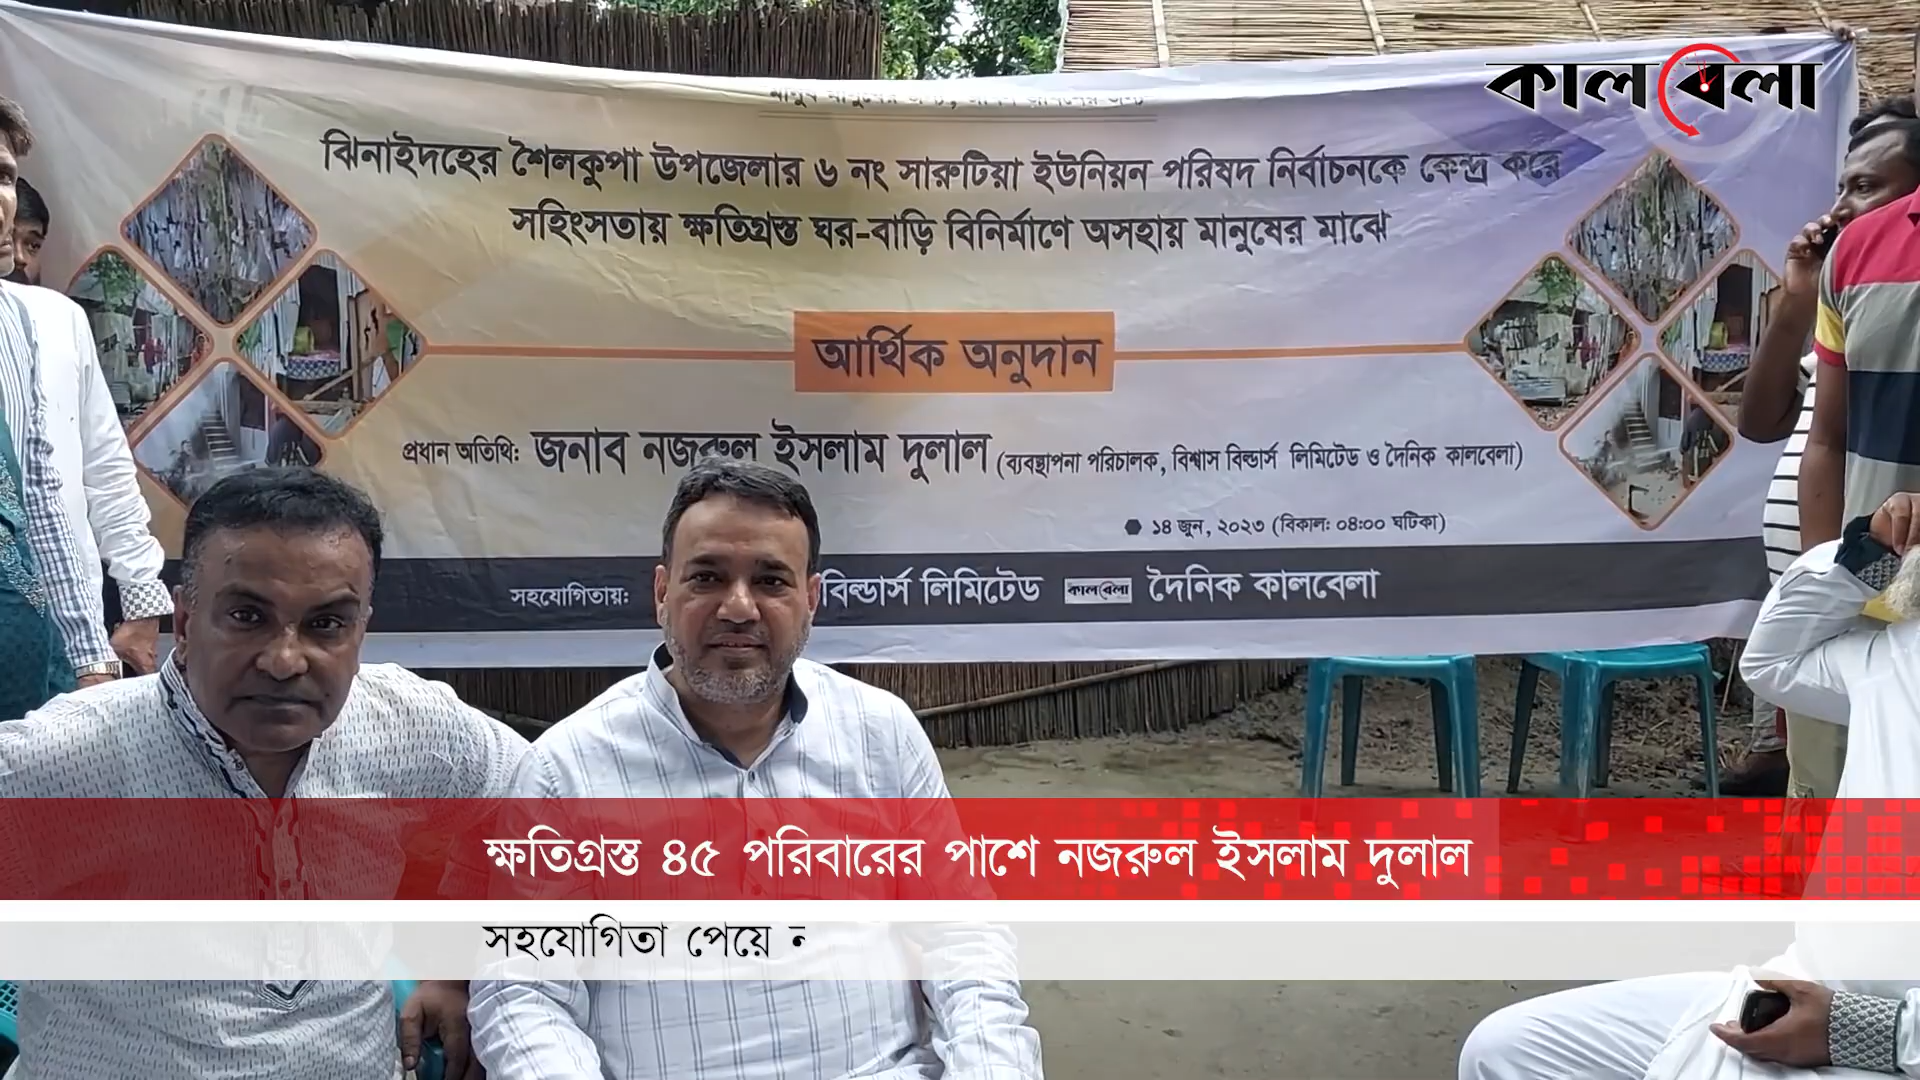 কালবেলা
ঝিনাইদহের শৈলকুপা উপজেলার ৬ নং সারুটিয়া ইউনিয়ন পরিষদ নির্বাচনকে কেন্দ্র করে
সহিংসতায় ক্ষতিগ্রস্ত ঘর-বাড়ি বিনির্মাণে অসহায় মানুষের মাঝে
আর্থিক অনুদান
প্রধান অতিথি: জনাব নজরুল ইসলাম দুলাল (ব্যবস্থাপনা পরিচালক, বিশ্বাস বিল্ডার্স লিমিটেড ও দৈনিক কালবেলা)
১৪ জুন, ২০২৩ (বিকাল: ০৪:০০ ঘটিকা)
সহযোগিতায়: বিল্ডার্স লিমিটেড কালবেলা দৈনিক কালবেলা
ক্ষতিগ্রস্ত ৪৫ পরিবারের পাশে নজরুল ইসলাম দুলাল
সহযোগিতা পেয়ে